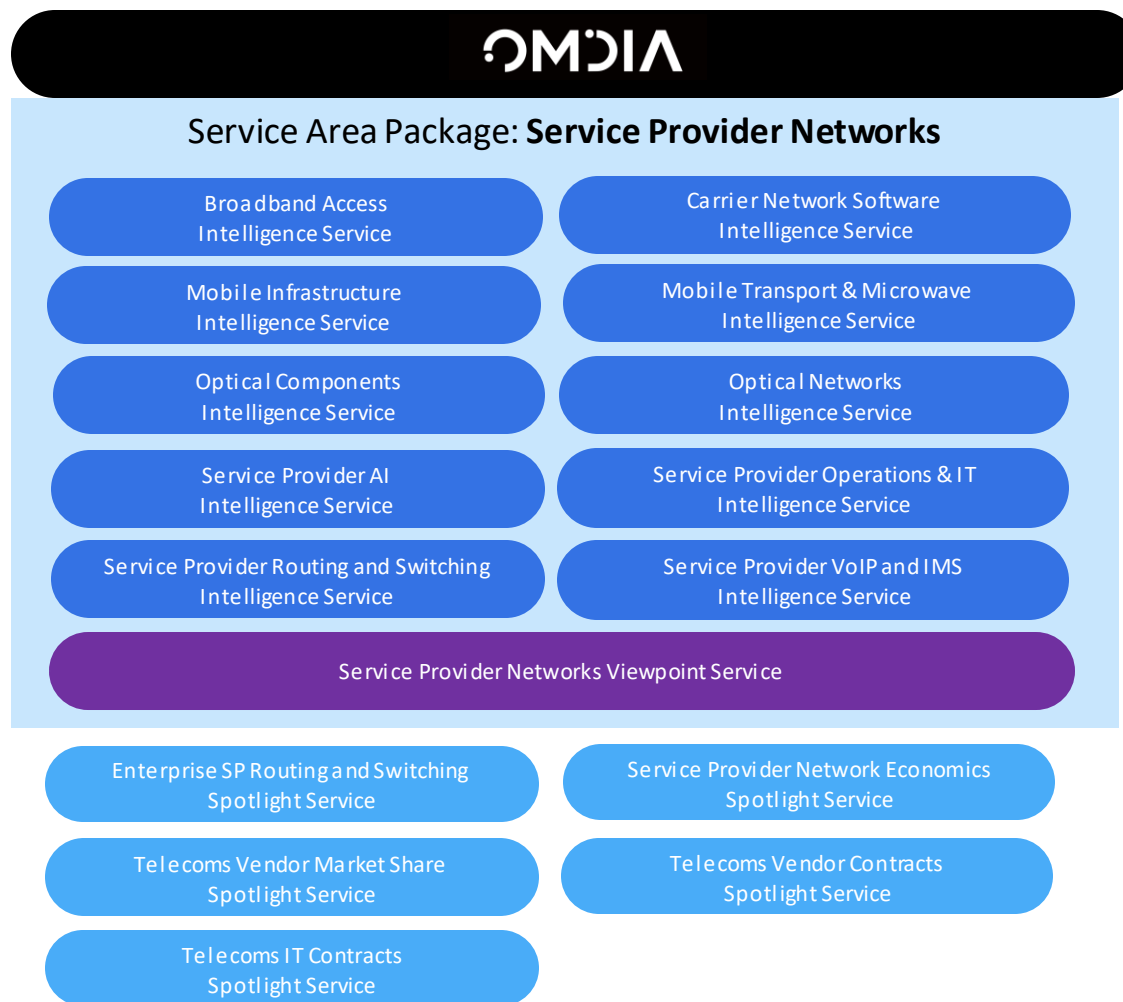 OMDIA
Service Area Package: Service Provider Networks
Broadband Access
Intelligence Service
Carrier Network Software
Intelligence Service
Mobile Infrastructure
Intelligence Service
Mobile Transport & Microwave
Intelligence Service
Optical Components
Intelligence Service
Optical Networks
Intelligence Service
Service Provider AI
Intelligence Service
Service Provider Operations & IT
Intelligence Service
Service Provider Routing and Switching
Intelligence Service
Service Provider VoIP and IMS
Intelligence Service
Service Provider Networks Viewpoint Service
Enterprise SP Routing and Switching
Spotlight Service
Service Provider Network Economics
Spotlight Service
Telecoms Vendor Market Share
Spotlight Service
Telecoms Vendor Contracts
Spotlight Service
Telecoms IT Contracts
Spotlight Service